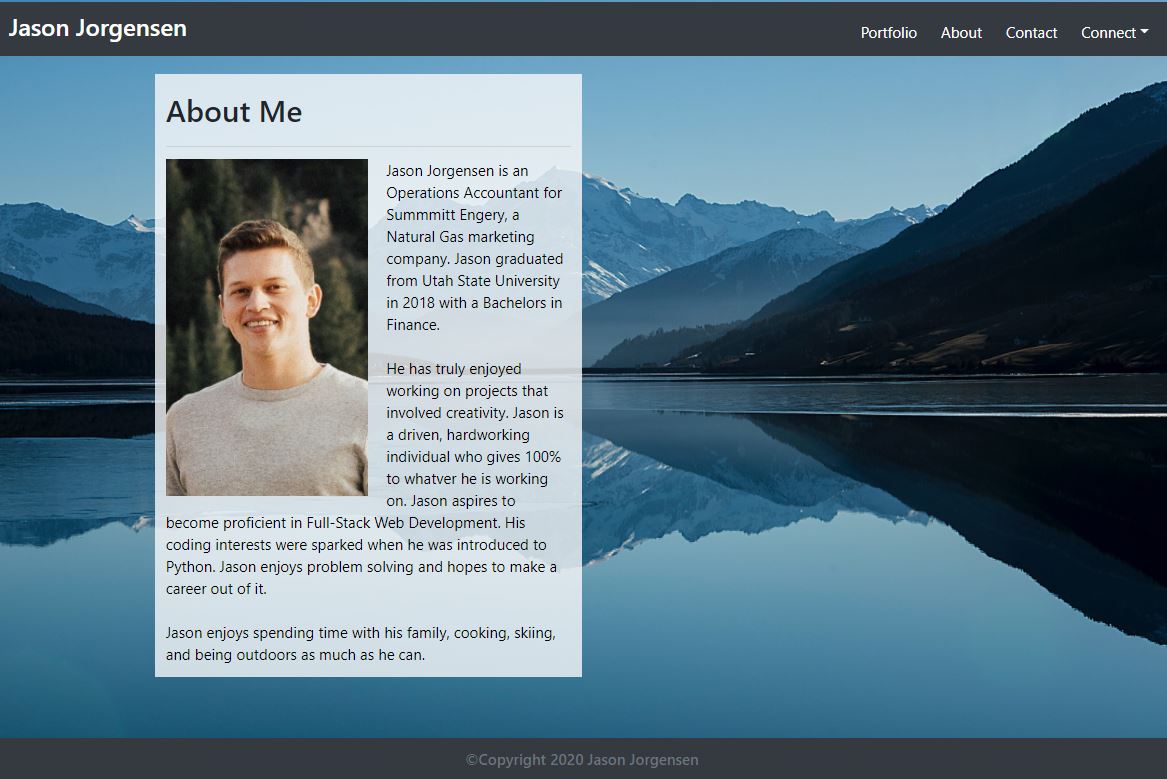 Jason Jorgensen
Portfolio About Contact Connect
About Me
Jason Jorgensen is an
Operations Accountant for
Summmitt Engery, a
Natural Gas marketing
company. Jason graduated
from Utah State University
in 2018 with a Bachelors in
Finance.
He has truly enjoyed
working on projects that
involved creativity. Jason is
a driven, hardworking
individual who gives 100%
to whatver he is working
on. Jason aspires to
become proficient in Full-Stack Web Development. His
coding interests were sparked when he was introduced to
Python. Jason enjoys problem solving and hopes to make a
career out of it.
Jason enjoys spending time with his family, cooking, skiing,
and being outdoors as much as he can.
©Copyright 2020 Jason Jorgensen